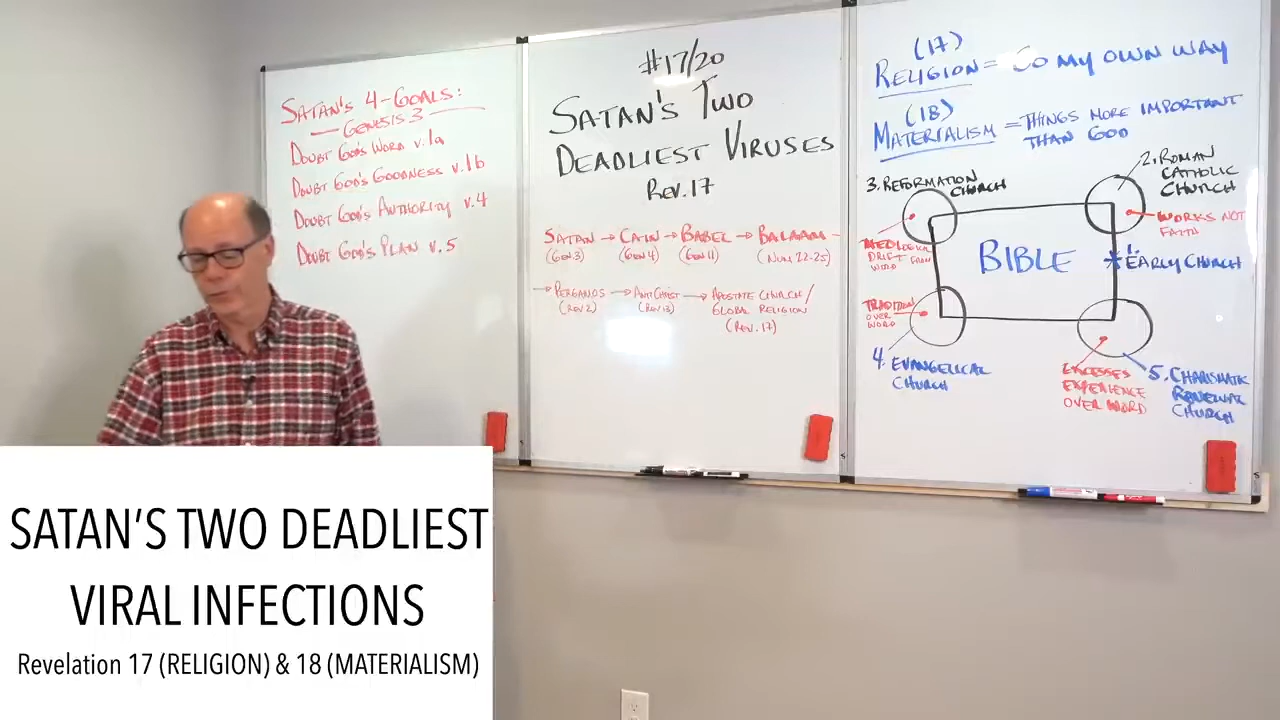 SATAN'S 4-GOALS:
GENESIS 3
DOUBT GOD'S WORD v.1a
DOUBT GOD'S GOODNESS v.1b
DOUBT GOD'S AUTHORITY v.4
DOUBT GOD'S PLAN v.5
#17/20
SATAN'S TWO
DEADLIEST VIRUSES
REV. 17
SATAN → CAIN → BABEL → BALAAM
(GEN 3) (GEN 4) (GEN 11) (NUM 22-25)
→ PERGAMOS → ANTICHRIST → APOSTATE CHURCH/
GLOBAL RELIGION
(REV 2) (REV 13)
(REV. 17)
(17)
RELIGION = GO MY OWN WAY
(18)
MATERIALISM = THINGS MORE IMPORTANT
THAN GOD
3. REFORMATION
CHURCH
2. ROMAN
CATHOLIC
CHURCH
WORKS NOT
FAITH
DRIFT FROM
WORD
BIBLE
1.
EARLY CHURCH
TRADITION
OVER
WORD
4. EVANGELICAL
CHURCH
EXCESSES
EXPERIENCE
OVER WORD
5. CHARISMATIC
RENEWAL
CHURCH
SATAN'S TWO DEADLIEST
VIRAL INFECTIONS
Revelation 17 (RELIGION) & 18 (MATERIALISM)